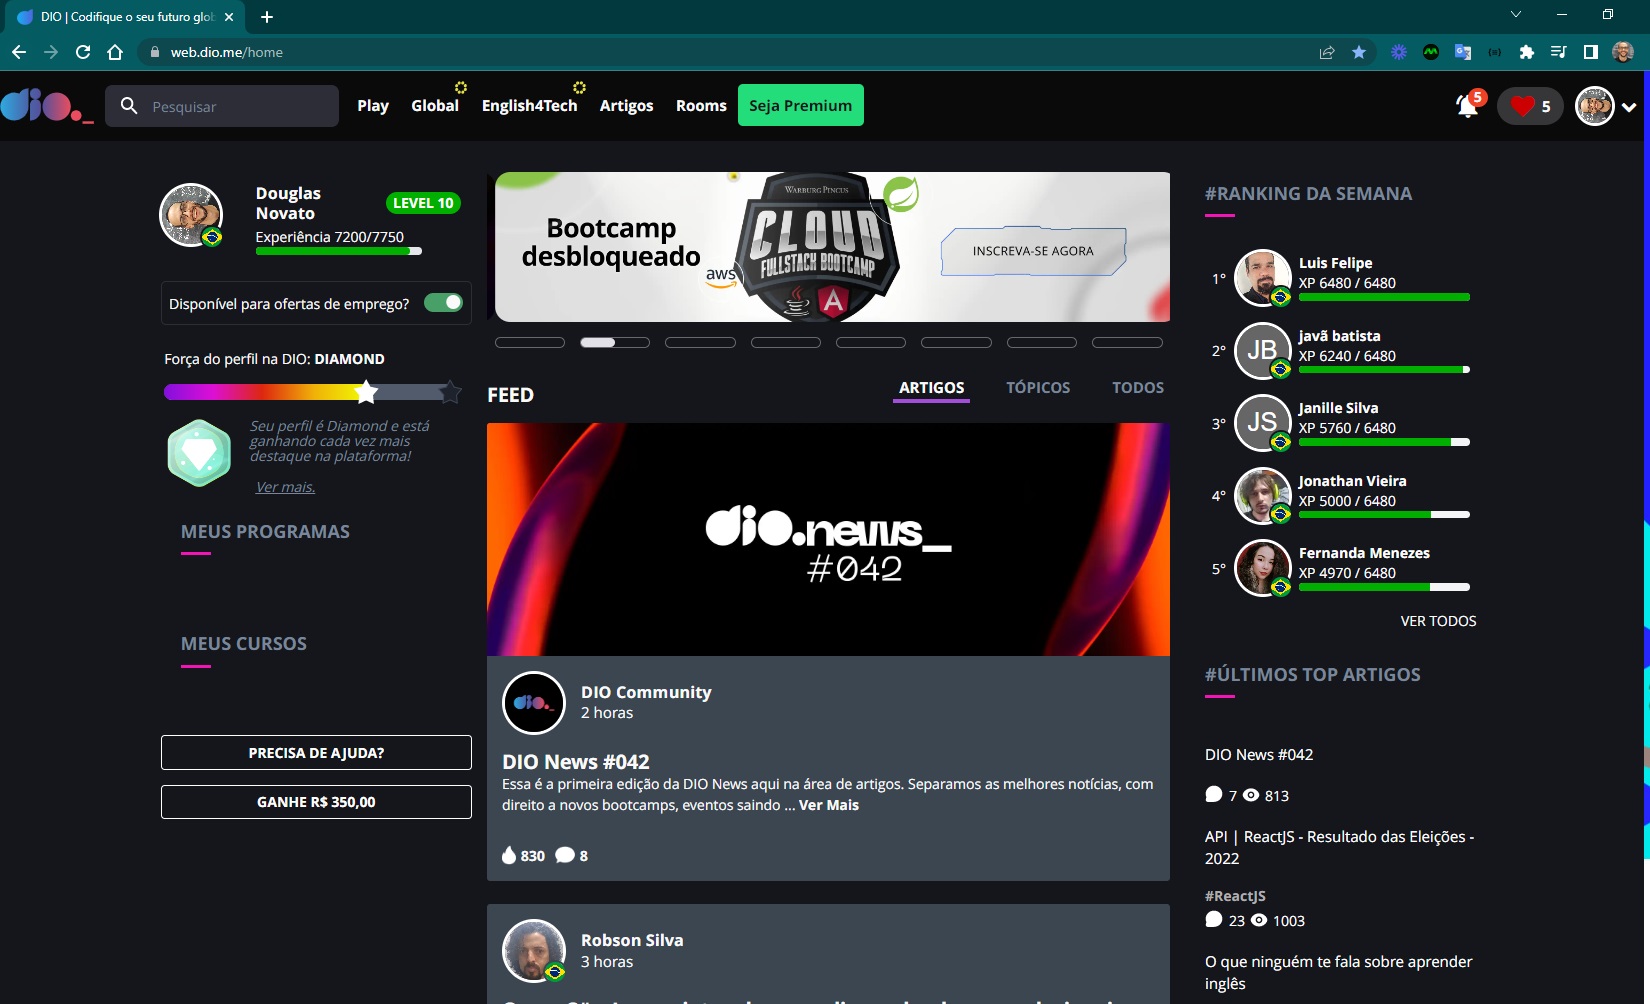 DIO | Codifique o seu futuro glob
web.dio.me/home
dio._
Pesquisar
Play
Global
English4Tech
Artigos
Rooms
Seja Premium
5
5
Douglas
Novato
LEVEL 10
Experiência 7200/7750
Disponível para ofertas de emprego?
Força do perfil na DIO: DIAMOND
Seu perfil é Diamond e está
ganhando cada vez mais
destaque na plataforma!
Ver mais.
MEUS PROGRAMAS
MEUS CURSOS
PRECISA DE AJUDA?
GANHE R$ 350,00
Bootcamp
desbloqueado
aws
WARBURG PINCUS
CLOUD
FULLSTACK BOOTCAMP
A
INSCREVA-SE AGORA
FEED
ARTIGOS
TÓPICOS
TODOS
dio.news_
#042
dio._
DIO Community
2 horas
DIO News #042
Essa é a primeira edição da DIO News aqui na área de artigos. Separamos as melhores notícias, com
direito a novos bootcamps, eventos saindo ... Ver Mais
830
8
Robson Silva
3 horas
#RANKING DA SEMANA
1°
Luis Felipe
XP 6480 / 6480
2°
JB
javã batista
XP 6240 / 6480
3°
JS
Janille Silva
XP 5760 / 6480
4°
Jonathan Vieira
XP 5000 / 6480
5°
Fernanda Menezes
XP 4970 / 6480
VER TODOS
#ÚLTIMOS TOP ARTIGOS
DIO News #042
7
813
API | ReactJS - Resultado das Eleições -
2022
#ReactJS
23
1003
O que ninguém te fala sobre aprender
inglês